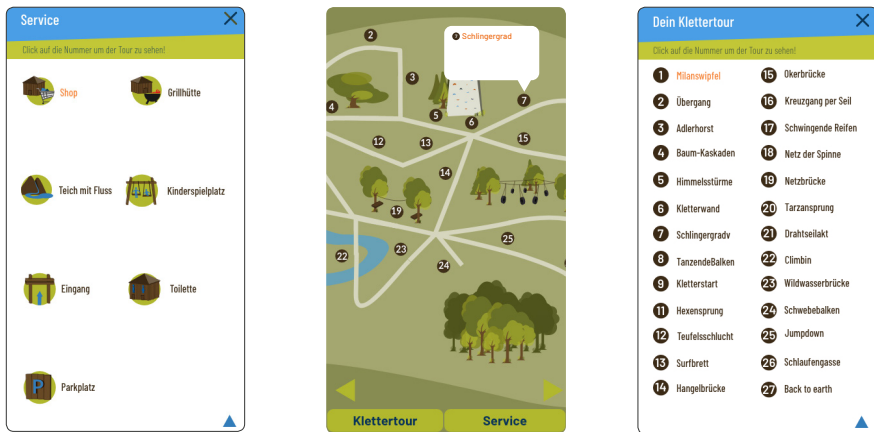 Service
Click auf die Nummer um der Tour zu sehen!
Shop
Grillhütte
Teich mit Fluss
Kinderspielplatz
Eingang
Toilette
P
Parkplatz
2
7 Schlingergrad
3
7
4
5
6
12
13
15
14
19
22
23
25
24
Klettertour
Service
Dein Klettertour
Click auf die Nummer um der Tour zu sehen!
1 Milanswipfel
2 Übergang
3 Adlerhorst
4 Baum-Kaskaden
5 Himmelsstürme
6 Kletterwand
7 Schlingergradv
8 TanzendeBalken
9 Kletterstart
11 Hexensprung
12 Teufelsschlucht
13 Surfbrett
14 Hangelbrücke
15 Okerbrücke
16 Kreuzgang per Seil
17 Schwingende Reifen
18 Netz der Spinne
19 Netzbrücke
20 Tarzansprung
21 Drahtseilakt
22 Climbin
23 Wildwasserbrücke
24 Schwebebalken
25 Jumpdown
26 Schlaufengasse
27 Back to earth